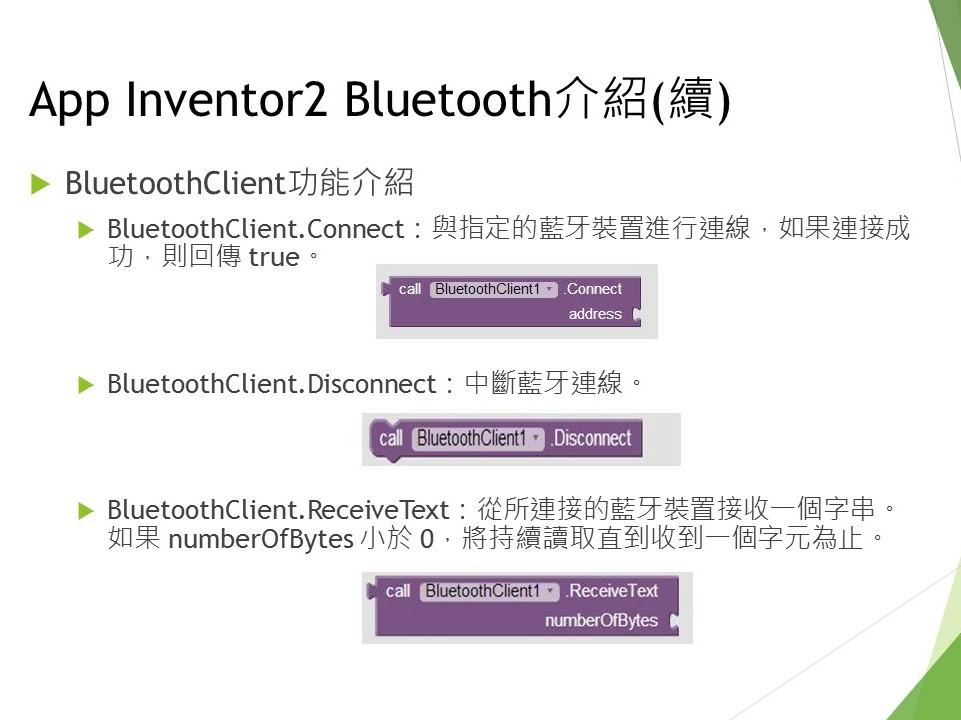 App Inventor2 Bluetooth介紹(續)
BluetoothClient功能介紹
BluetoothClient.Connect：與指定的藍牙裝置進行連線，如果連接成
功，則回傳 true。
call BluetoothClient1 .Connect
address
BluetoothClient.Disconnect：中斷藍牙連線。
call BluetoothClient1 .Disconnect
BluetoothClient.ReceiveText：從所連接的藍牙裝置接收一個字串。
如果 numberOfBytes 小於 0，將持續讀取直到收到一個字元為止。
call BluetoothClient1 .ReceiveText
numberOfBytes